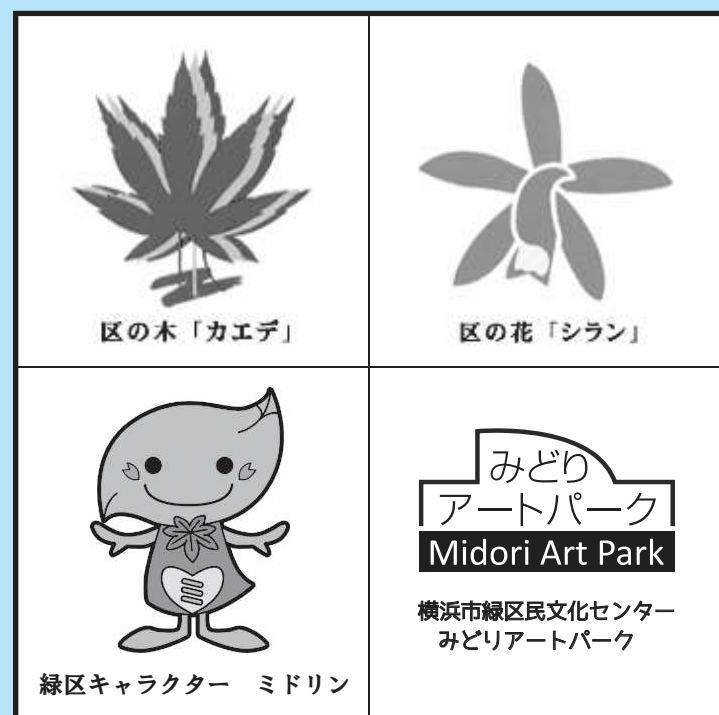 区の木「カエデ」
区の花「シラン」
緑区キャラクター　ミドリン
みどり
アートパーク
Midori Art Park
横浜市緑区民文化センター
みどりアートパーク